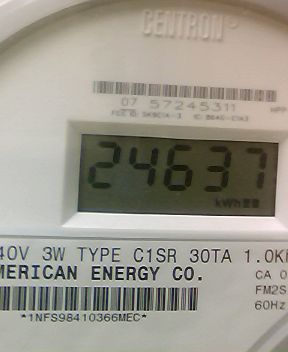 CENTRON®
07 57245311
24637
kWh
40V 3W TYPE C1SR 30TA 1.0K
MERICAN ENERGY CO.
CA 0
FM2S
60Hz
*1NFS98410366MEC*